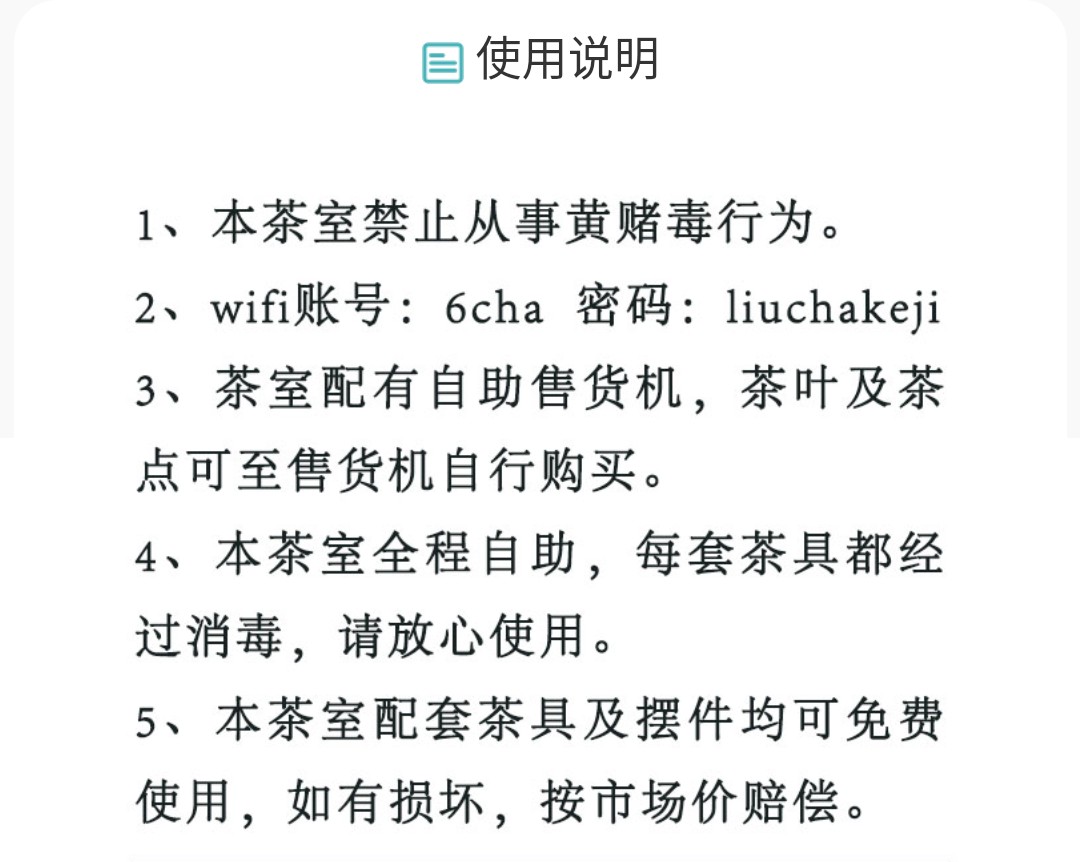 使用说明
1、本茶室禁止从事黄赌毒行为。
2、wifi账号：6cha 密码：liuchakeji
3、茶室配有自助售货机，茶叶及茶
点可至售货机自行购买。
4、本茶室全程自助，每套茶具都经
过消毒，请放心使用。
5、本茶室配套茶具及摆件均可免费
使用，如有损坏，按市场价赔偿。